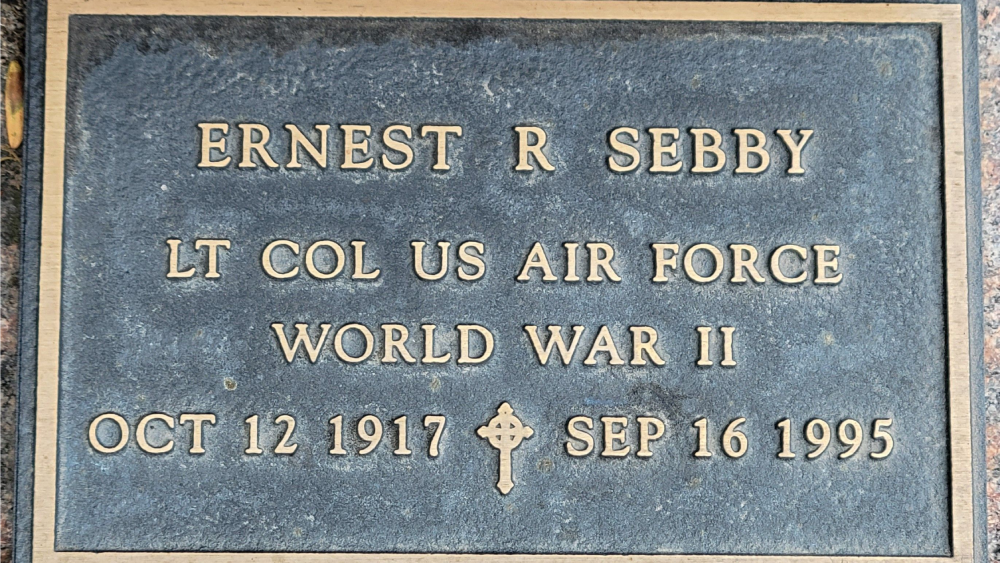 ERNEST R SEBBY
LT COL US AIR FORCE
WORLD WAR II
OCT 12 1917 SEP 16 1995